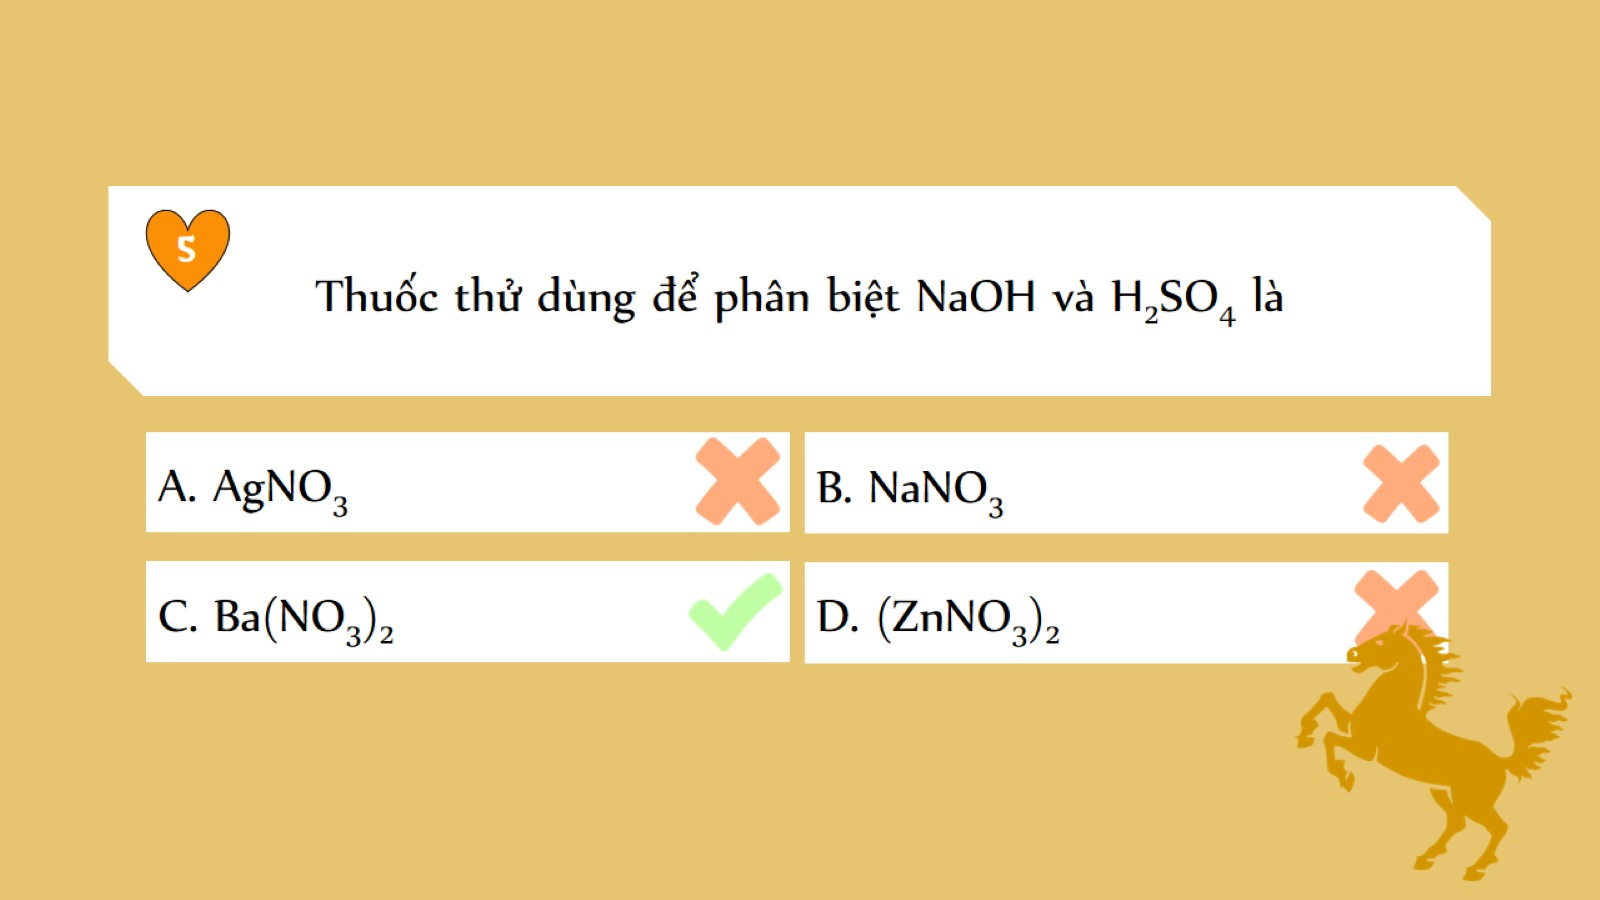 5
Thuốc thử dùng để phân biệt NaOH và H₂SO₄ là
A. AgNO₃
B. NaNO₃
C. Ba(NO₃)₂
D. (ZnNO₃)₂